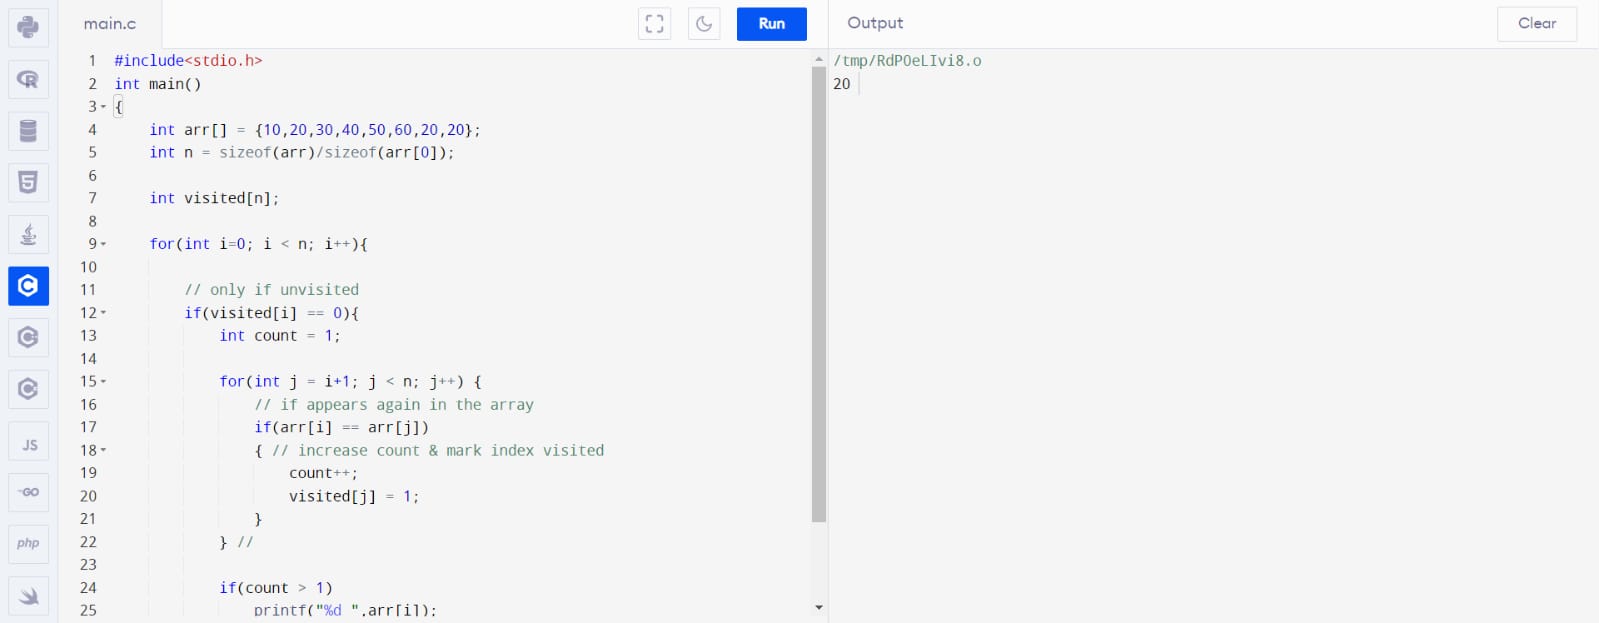 main.c
Run
Output
Clear
1 #include<stdio.h>
2 int main()
3 {
4 int arr[] = {10,20,30,40,50,60,20,20};
5 int n = sizeof(arr)/sizeof(arr[0]);
6
7 int visited[n];
8
9 for(int i=0; i < n; i++){
10
11 // only if unvisited
12 if(visited[i] == 0){
13 int count = 1;
14
15 for(int j = i+1; j < n; j++) {
16 // if appears again in the array
17 if(arr[i] == arr[j])
18 { // increase count & mark index visited
19 count++;
20 visited[j] = 1;
21 }
22 } //
23
24 if(count > 1)
25 printf("%d ",arr[i]);
/tmp/RdPOeLIvi8.o
20
R
5
C
C
C
JS
GO
php